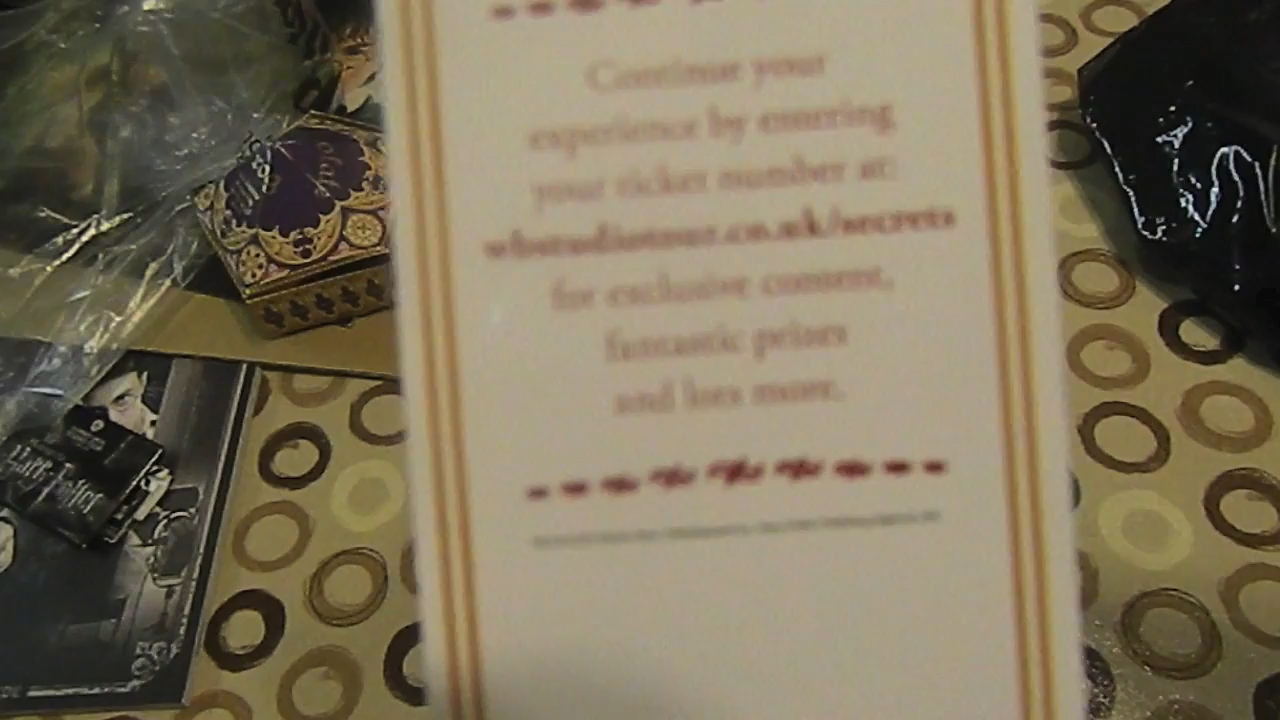 Continue your
experience by entering
your ticket number at:
wbstudiotour.co.uk/secrets
for exclusive content,
fantastic prizes
and lots more.
Harry Potter